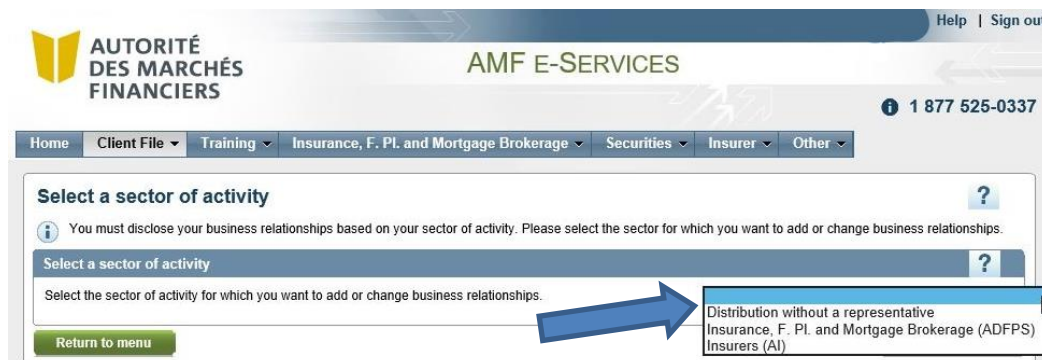 Help | Sign out
AUTORITÉ
DES MARCHÉS
FINANCIERS
AMF E-SERVICES
1 877 525-0337
Home Client File Training Insurance, F. Pl. and Mortgage Brokerage Securities Insurer Other
Select a sector of activity ?
You must disclose your business relationships based on your sector of activity. Please select the sector for which you want to add or change business relationships.
Select a sector of activity ?
Select the sector of activity for which you want to add or change business relationships.
Distribution without a representative
Insurance, F. Pl. and Mortgage Brokerage (ADFPS)
Insurers (AI)
Return to menu